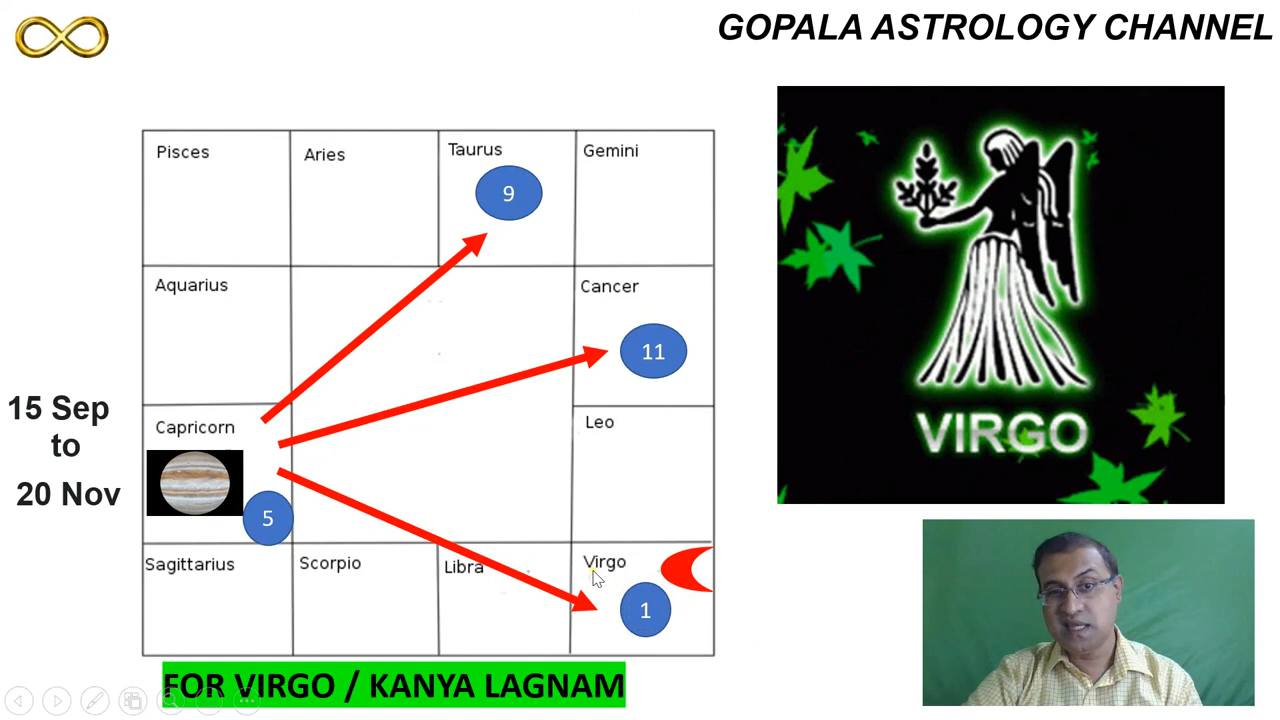 GOPALA ASTROLOGY CHANNEL
Pisces
Aries
Taurus
Gemini
9
Aquarius
Cancer
11
15 Sep
to
20 Nov
Capricorn
Leo
5
Sagittarius
Scorpio
Libra
Virgo
1
VIRGO
FOR VIRGO / KANYA LAGNAM